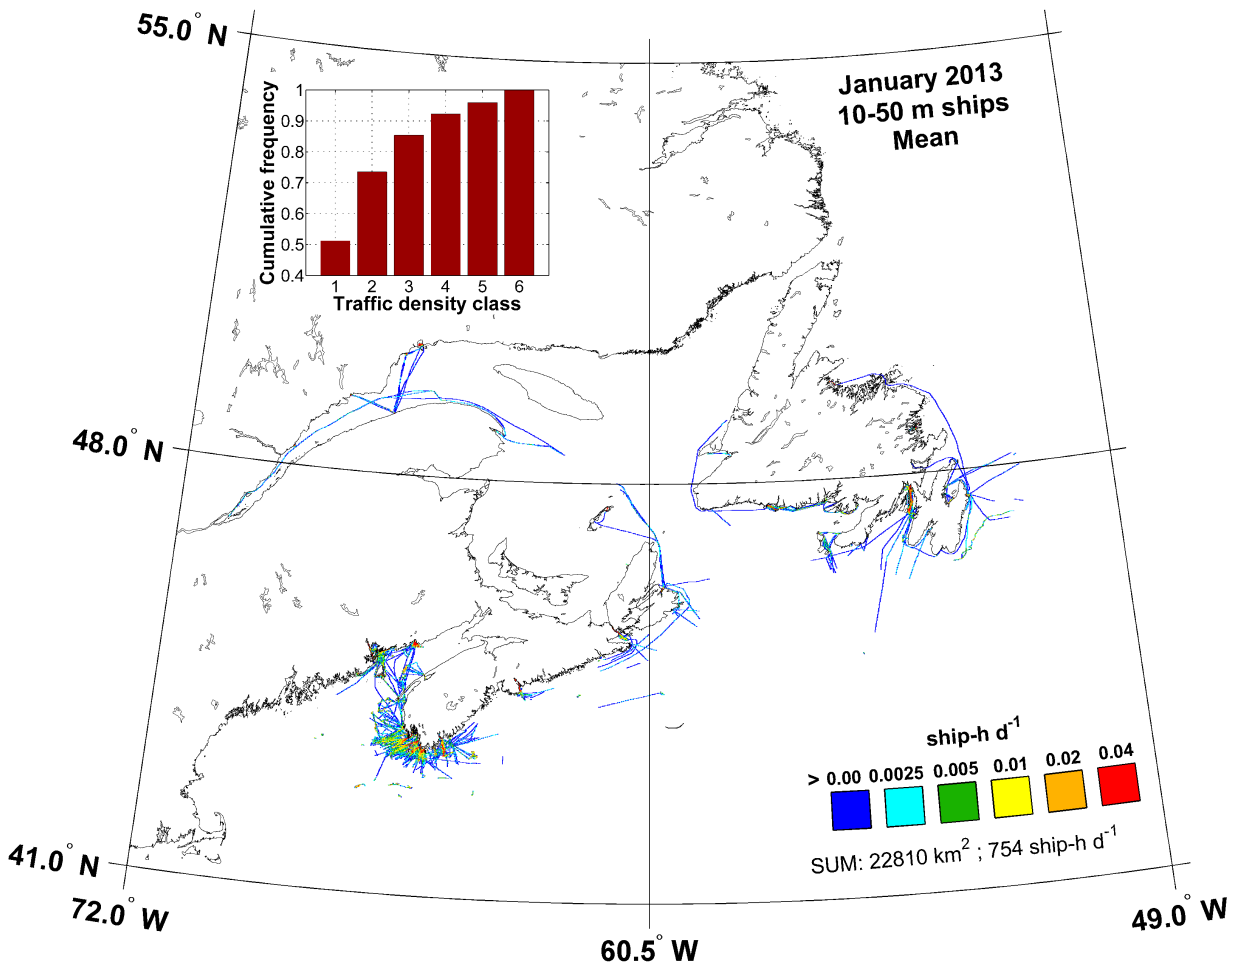 55.0° N
January 2013
10-50 m ships
Mean
Cumulative frequency
1
0.9
0.8
0.7
0.6
0.5
0.4
1 2 3 4 5 6
Traffic density class
48.0° N
ship-h d-1
> 0.00 0.0025 0.005 0.01 0.02 0.04
SUM: 22810 km2 ; 754 ship-h d-1
41.0° N
72.0° W
60.5° W
49.0° W